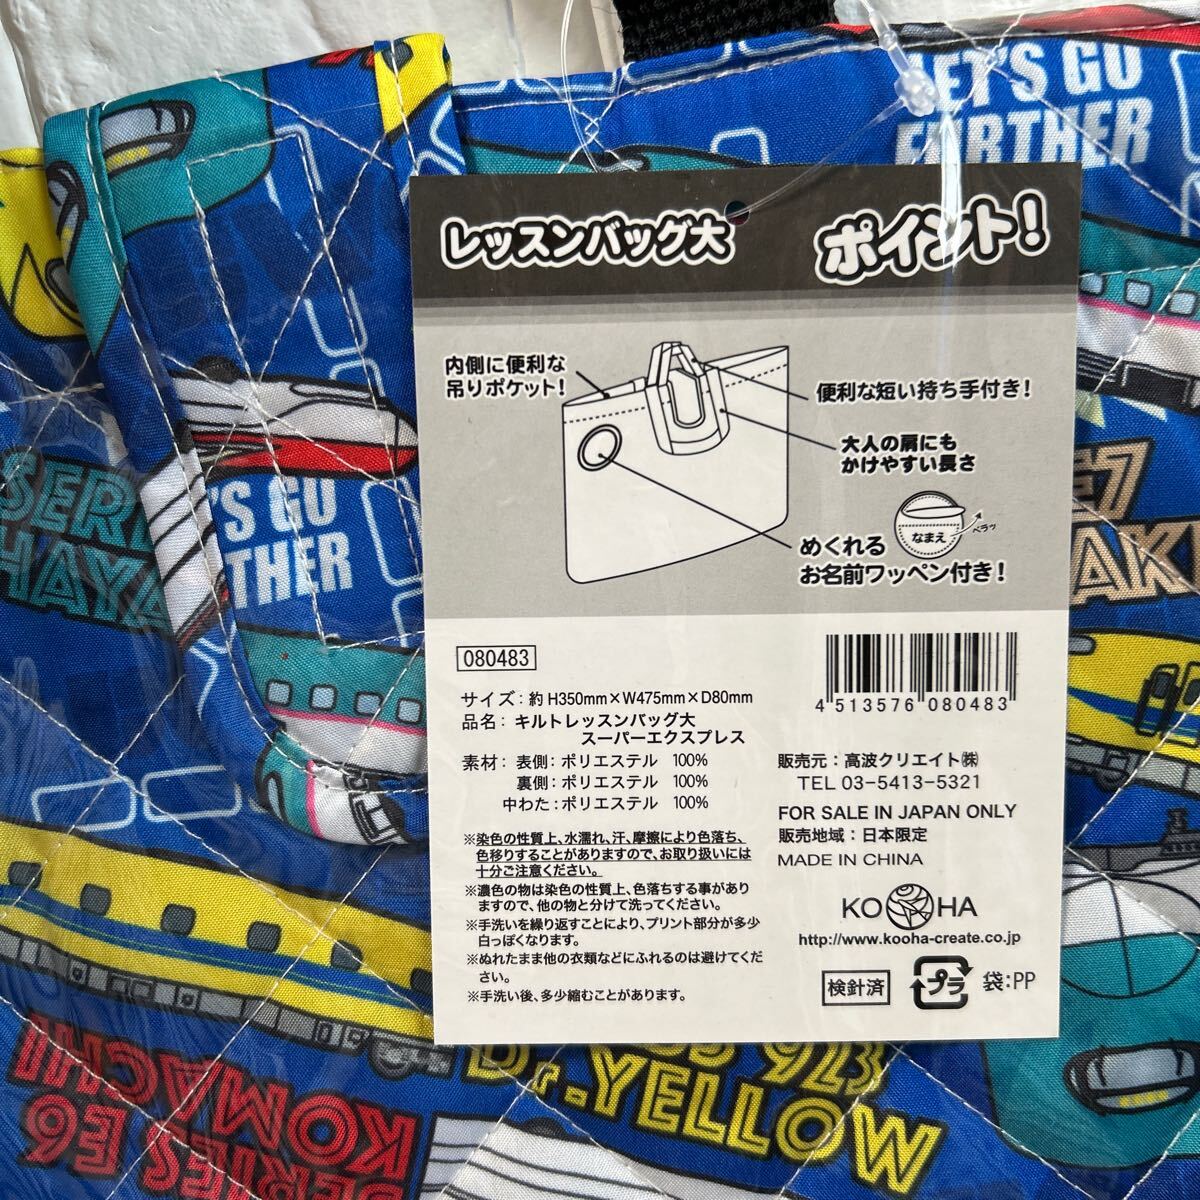 LET'S GU
FURTHER
レッスンバッグ大
ポイント!
内側に便利な
吊りポケット!
便利な短い持ち手付き!
大人の肩にも
かけやすい長さ
めくれる
お名前ワッペン付き!
なまえ
ペラッ
'S GU
THER
080483
サイズ:約 H350mm×W475mm×D80mm
品名:キルトレッスンバッグ大
スーパーエクスプレス
素材:表側:ポリエステル 100%
裏側:ポリエステル 100%
中わた:ポリエステル 100%
※染色の性質上、水濡れ、汗、摩擦により色落ち、
色移りすることがありますので、お取り扱いには
十分ご注意ください。
※濃色の物は染色の性質上、色落ちする事があり
ますので、他の物と分けて洗ってください。
※手洗いを繰り返すことにより、プリント部分が多少
白っぽくなります。
※ぬれたまま他の衣類などにふれるのは避けてくだ
さい。
※手洗い後、多少縮むことがあります。
4 513576 080483
販売元:高波クリエイト㈱
TEL 03-5413-5321
FOR SALE IN JAPAN ONLY
販売地域:日本限定
MADE IN CHINA
KOOHA
http://www.kooha-create.co.jp
検針済
プラ
袋:PP
923
Dr.YELLOW
SERIES E6
KOMACHI